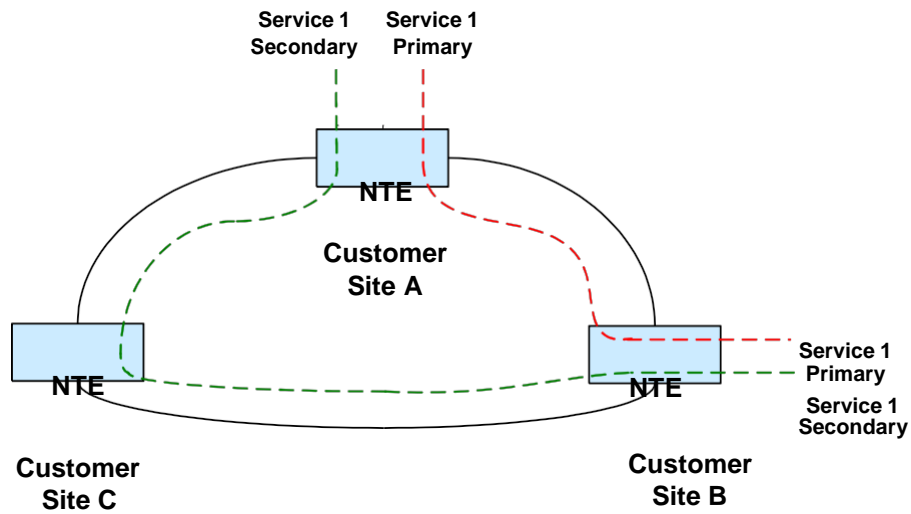 Service 1
Secondary
Service 1
Primary
NTE
Customer
Site A
NTE
NTE
Service 1
Primary
Service 1
Secondary
Customer
Site C
Customer
Site B